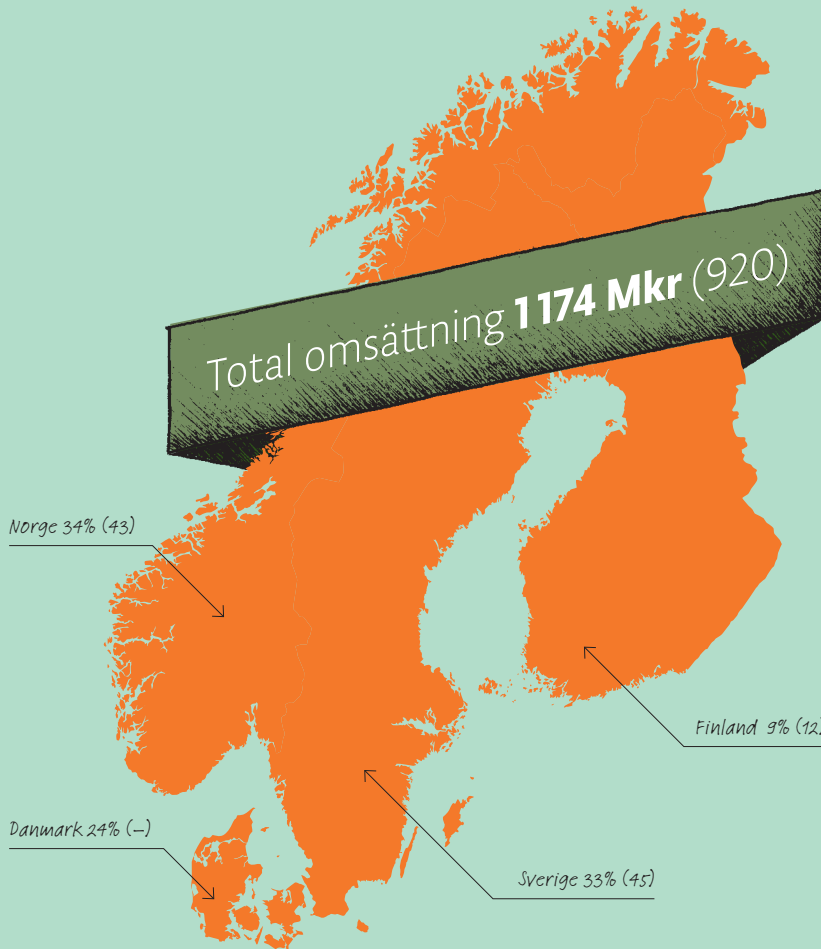 Total omsättning 1 174 Mkr (920)
Norge 34% (43)
Finland 9% (12)
Danmark 24% (–)
Sverige 33% (45)